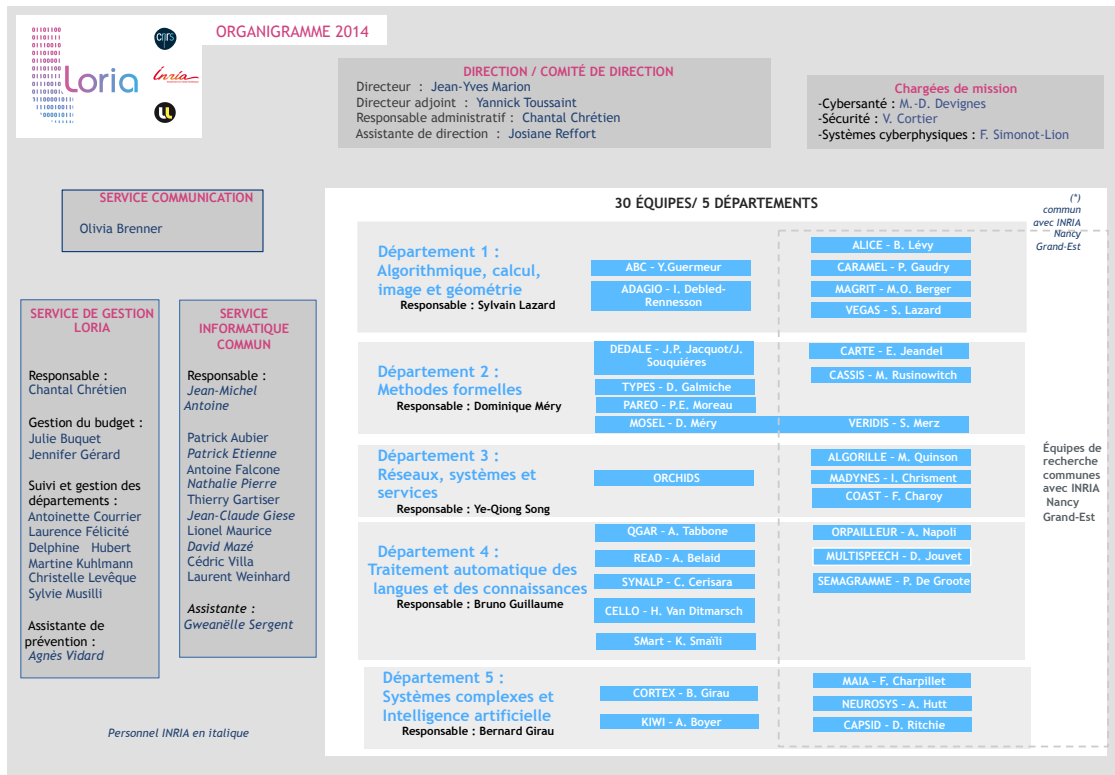 ORGANIGRAMME 2014
01101100
01101111
01110010
01101001
01100001
Loria
cnrs
Inria
DIRECTION / COMITÉ DE DIRECTION
Directeur : Jean-Yves Marion
Directeur adjoint : Yannick Toussaint
Responsable administratif : Chantal Chrétien
Assistante de direction : Josiane Reffort
Chargées de mission
-Cybersanté : M.-D. Devignes
-Sécurité : V. Cortier
-Systèmes cyberphysiques : F. Simonot-Lion
SERVICE COMMUNICATION
Olivia Brenner
SERVICE DE GESTION
LORIA
Responsable :
Chantal Chrétien
Gestion du budget :
Julie Buquet
Jennifer Gérard
Suivi et gestion des
départements :
Antoinette Courrier
Laurence Félicité
Delphine Hubert
Martine Kuhlmann
Christelle Levêque
Sylvie Musilli
Assistante de
prévention :
Agnès Vidard
SERVICE
INFORMATIQUE
COMMUN
Responsable :
Jean-Michel
Antoine
Patrick Aubier
Patrick Etienne
Antoine Falcone
Nathalie Pierre
Thierry Gartiser
Jean-Claude Giese
Lionel Maurice
David Mazé
Cédric Villa
Laurent Weinhard
Assistante :
Gweanëlle Sergent
Personnel INRIA en italique
30 ÉQUIPES/ 5 DÉPARTEMENTS
(*)
commun
avec INRIA
Nancy
Grand-Est
Département 1 :
Algorithmique, calcul,
image et géométrie
Responsable : Sylvain Lazard
ABC - Y.Guermeur
ADAGIO - I. Debled-
Rennesson
ALICE - B. Lévy
CARAMEL - P. Gaudry
MAGRIT - M.O. Berger
VEGAS - S. Lazard
Département 2 :
Methodes formelles
Responsable : Dominique Méry
DEDALE - J.P. Jacquot/J.
Souquiéres
TYPES - D. Galmiche
PAREO - P.E. Moreau
MOSEL - D. Méry
CARTE - E. Jeandel
CASSIS - M. Rusinowitch
VERIDIS - S. Merz
Département 3 :
Réseaux, systèmes et
services
Responsable : Ye-Qiong Song
ORCHIDS
ALGORILLE - M. Quinson
MADYNES - I. Chrisment
COAST - F. Charoy
Équipes de
recherche
communes
avec INRIA
Nancy
Grand-Est
Département 4 :
Traitement automatique des
langues et des connaissances
Responsable : Bruno Guillaume
QGAR - A. Tabbone
READ - A. Belaid
SYNALP - C. Cerisara
CELLO - H. Van Ditmarsch
SMart - K. Smaïli
ORPAILLEUR - A. Napoli
MULTISPEECH - D. Jouvet
SEMAGRAMME - P. De Groote
Département 5 :
Systèmes complexes et
Intelligence artificielle
Responsable : Bernard Girau
CORTEX - B. Girau
KIWI - A. Boyer
MAIA - F. Charpillet
NEUROSYS - A. Hutt
CAPSID - D. Ritchie